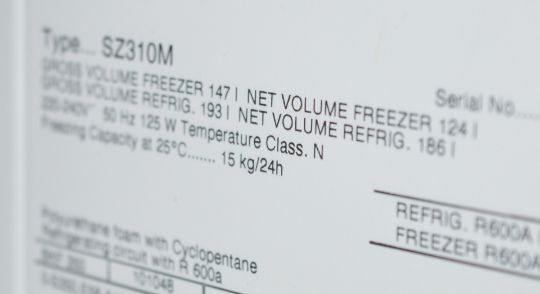 Type... SZ310M
Serial No.....
GROSS VOLUME FREEZER 147 l NET VOLUME FREEZER 124 l
GROSS VOLUME REFRIG. 193 l NET VOLUME REFRIG. 186 l
220-240V~ 50 Hz 125 W Temperature Class. N
Freezing Capacity at 25°C....... 15 kg/24h
REFRIG. R600A
FREEZER R600A
Polyurethane foam with Cyclopentane
Refrigerating circuit with R 600a
101048